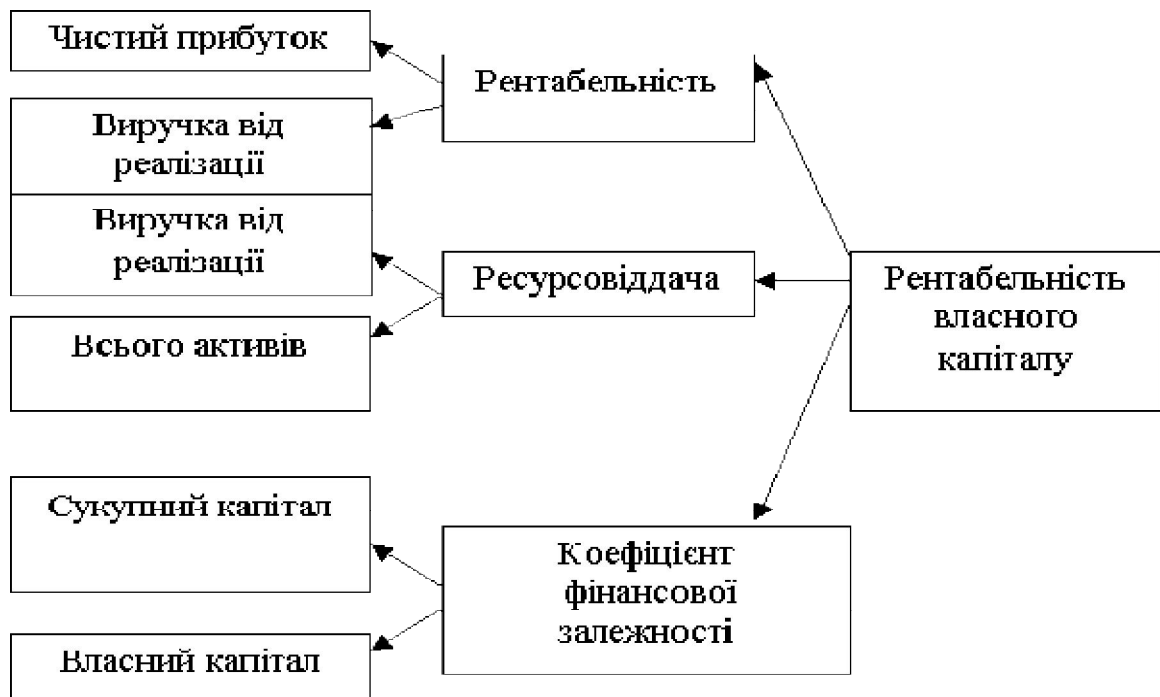 Чистий прибуток
Рентабельність
Виручка від
реалізації
Виручка від
реалізації
Ресурсовіддача
Рентабельність
власного
капіталу
Всього активів
Сукупний капітал
Коефіцієнт
фінансової
залежності
Власний капітал